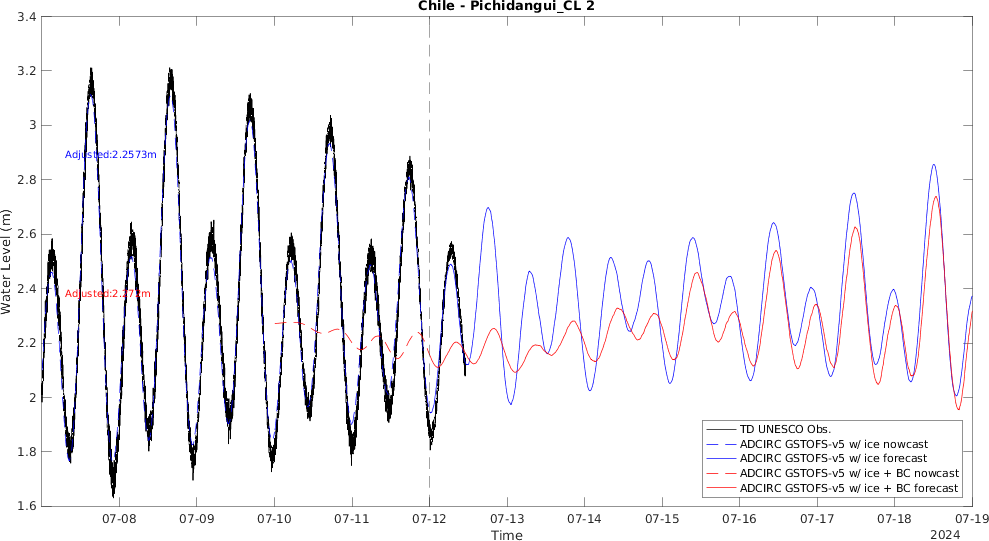 Chile - Pichidangui_CL 2
3.4
3.2
3
2.8
2.6
2.4
2.2
2
1.8
1.6
Water Level (m)
Adjusted:2.2573m
Adjusted:2.272m
TD UNESCO Obs.
ADCIRC GSTOFS-v5 w/ ice nowcast
ADCIRC GSTOFS-v5 w/ ice forecast
ADCIRC GSTOFS-v5 w/ ice + BC nowcast
ADCIRC GSTOFS-v5 w/ ice + BC forecast
07-08 07-09 07-10 07-11 07-12 07-13 07-14 07-15 07-16 07-17 07-18 07-19
Time
2024